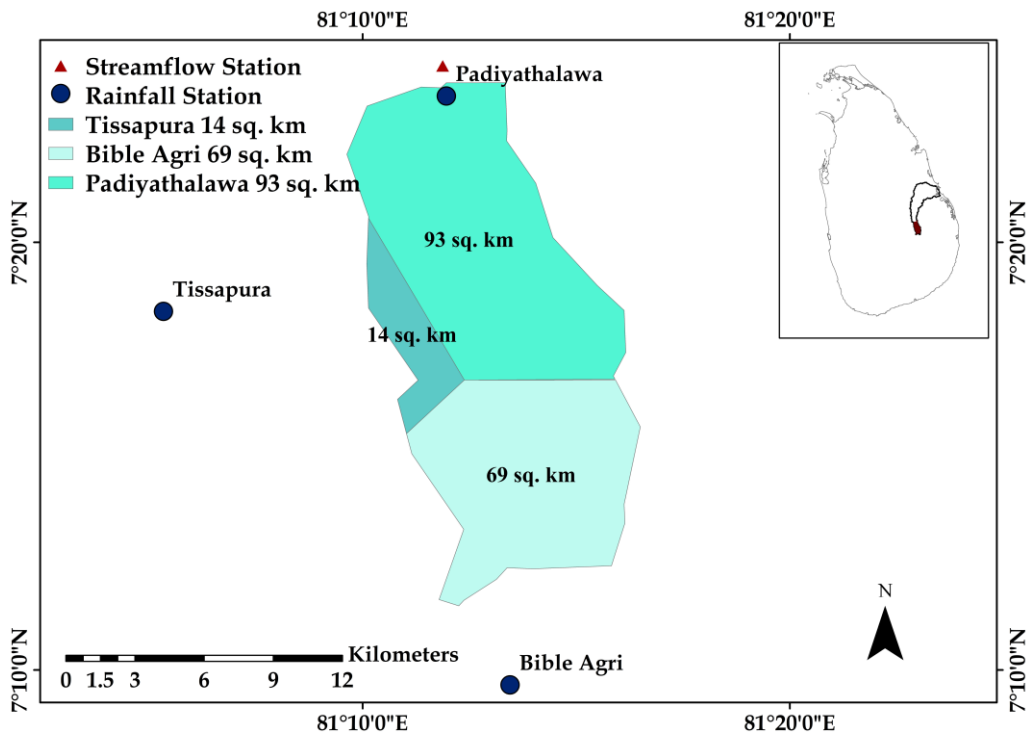 81°10'0"E
81°20'0"E
Streamflow Station
Rainfall Station
Tissapura 14 sq. km
Bible Agri 69 sq. km
Padiyathalawa 93 sq. km
Padiyathalawa
93 sq. km
7°20'0"N
7°20'0"N
Tissapura
14 sq. km
69 sq. km
N
Kilometers
Bible Agri
7°10'0"N
7°10'0"N
0 1.5 3 6 9 12
81°10'0"E
81°20'0"E